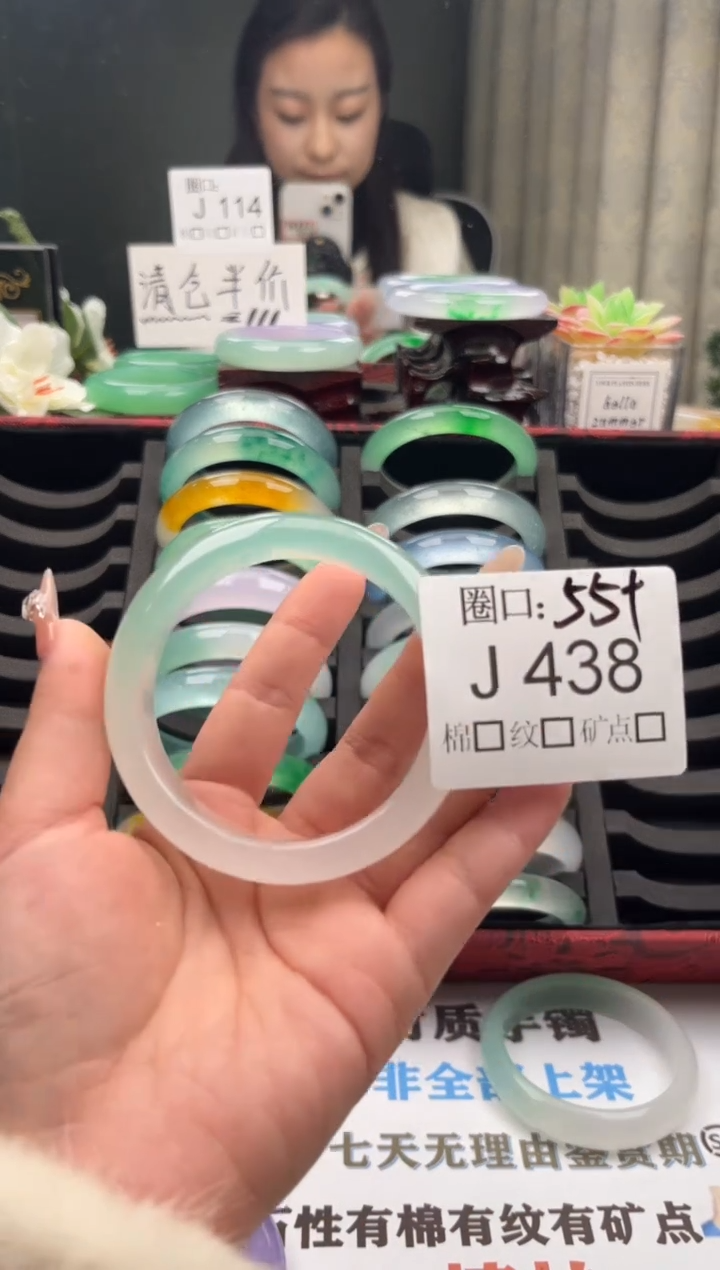 圈口:
J 114
清仓半价
hello
summer
圈口: 55+
J 438
棉□ 纹□ 矿点□
质手镯
非全部上架
七天无理由鉴赏期
性有棉有纹有矿点